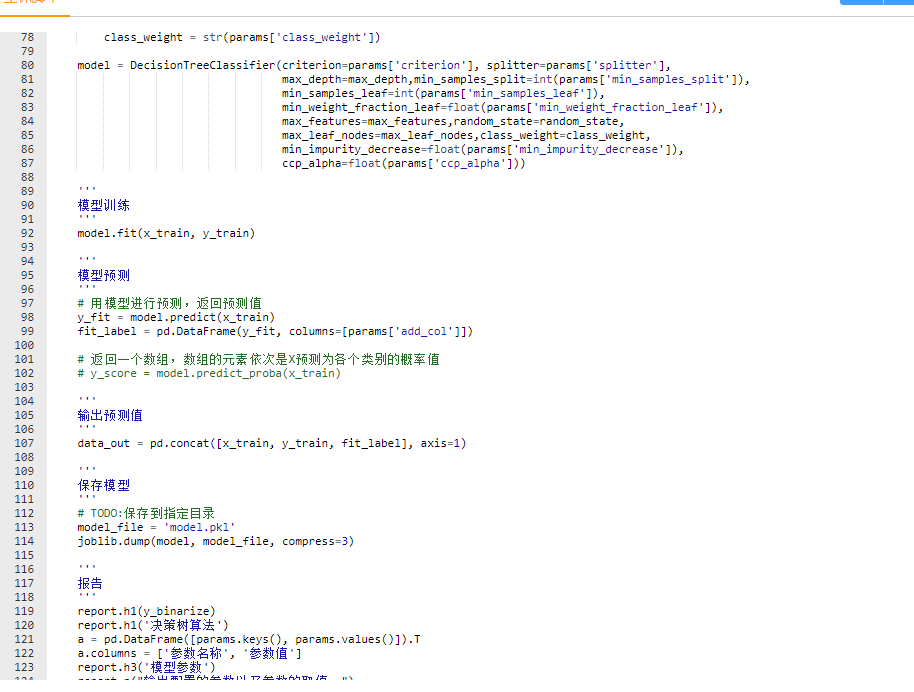 78 class_weight = str(params['class_weight'])
79
80 model = DecisionTreeClassifier(criterion=params['criterion'], splitter=params['splitter'],
81 max_depth=max_depth,min_samples_split=int(params['min_samples_split']),
82 min_samples_leaf=int(params['min_samples_leaf']),
83 min_weight_fraction_leaf=float(params['min_weight_fraction_leaf']),
84 max_features=max_features,random_state=random_state,
85 max_leaf_nodes=max_leaf_nodes,class_weight=class_weight,
86 min_impurity_decrease=float(params['min_impurity_decrease']),
87 ccp_alpha=float(params['ccp_alpha']))
88
89 '''
90 模型训练
91 '''
92 model.fit(x_train, y_train)
93
94 '''
95 模型预测
96 '''
97 # 用模型进行预测，返回预测值
98 y_fit = model.predict(x_train)
99 fit_label = pd.DataFrame(y_fit, columns=[params['add_col']])
100
101 # 返回一个数组，数组的元素依次是X预测为各个类别的概率值
102 # y_score = model.predict_proba(x_train)
103
104 '''
105 输出预测值
106 '''
107 data_out = pd.concat([x_train, y_train, fit_label], axis=1)
108
109 '''
110 保存模型
111 '''
112 # TODO:保存到指定目录
113 model_file = 'model.pkl'
114 joblib.dump(model, model_file, compress=3)
115
116 '''
117 报告
118 '''
119 report.h1(y_binarize)
120 report.h1('决策树算法')
121 a = pd.DataFrame([params.keys(), params.values()]).T
122 a.columns = ['参数名称', '参数值']
123 report.h3('模型参数')